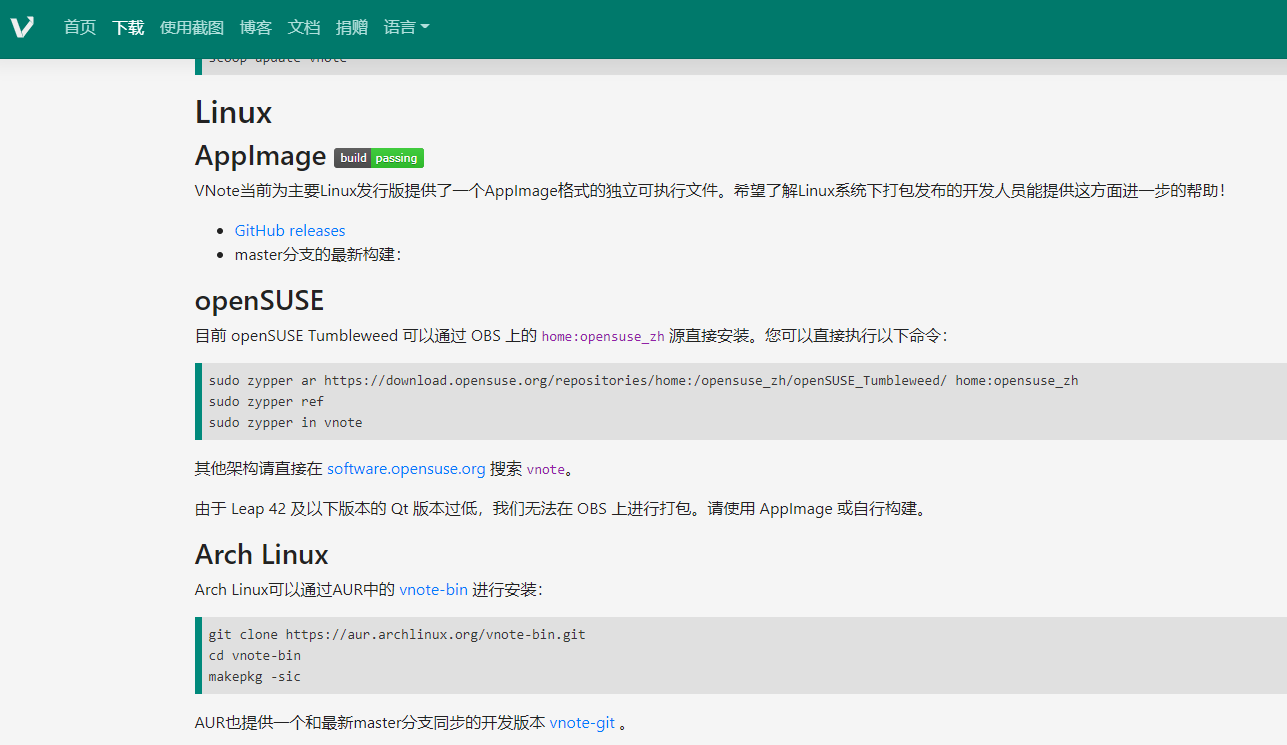 首页 下载 使用截图 博客 文档 捐赠 语言
scoop update vnote
Linux
AppImage build passing
VNote当前为主要Linux发行版提供了一个AppImage格式的独立可执行文件。希望了解Linux系统下打包发布的开发人员能提供这方面进一步的帮助！
GitHub releases
master分支的最新构建：
openSUSE
目前 openSUSE Tumbleweed 可以通过 OBS 上的 home:opensuse_zh 源直接安装。您可以直接执行以下命令：
sudo zypper ar https://download.opensuse.org/repositories/home:/opensuse_zh/openSUSE_Tumbleweed/ home:opensuse_zh
sudo zypper ref
sudo zypper in vnote
其他架构请直接在 software.opensuse.org 搜索 vnote。
由于 Leap 42 及以下版本的 Qt 版本过低，我们无法在 OBS 上进行打包。请使用 AppImage 或自行构建。
Arch Linux
Arch Linux可以通过AUR中的 vnote-bin 进行安装：
git clone https://aur.archlinux.org/vnote-bin.git
cd vnote-bin
makepkg -sic
AUR也提供一个和最新master分支同步的开发版本 vnote-git 。